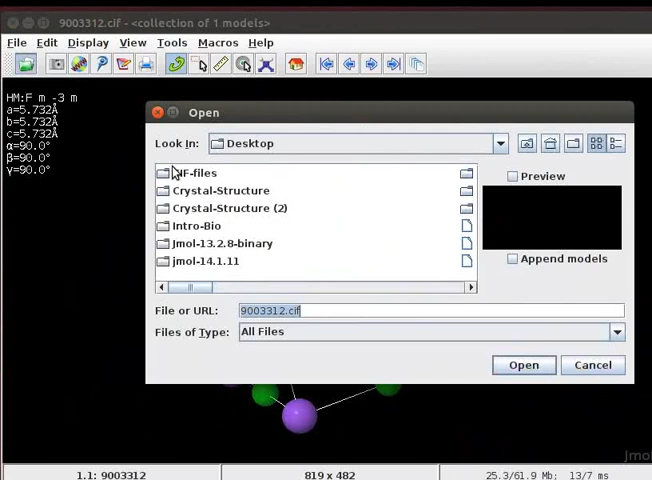 9003312.cif - <collection of 1 models>
File Edit Display View Tools Macros Help
HM:F m -3 m
a=5.732Å
b=5.732Å
c=5.732Å
α=90.0°
β=90.0°
γ=90.0°
Open
Look In: Desktop
IF-files
Crystal-Structure
Crystal-Structure (2)
Intro-Bio
Jmol-13.2.8-binary
jmol-14.1.11
Preview
Append models
File or URL: 9003312.cif
Files of Type: All Files
Open Cancel
Jmol
1.1: 9003312 819 x 482 25.3/61.9 Mb; 13/7 ms